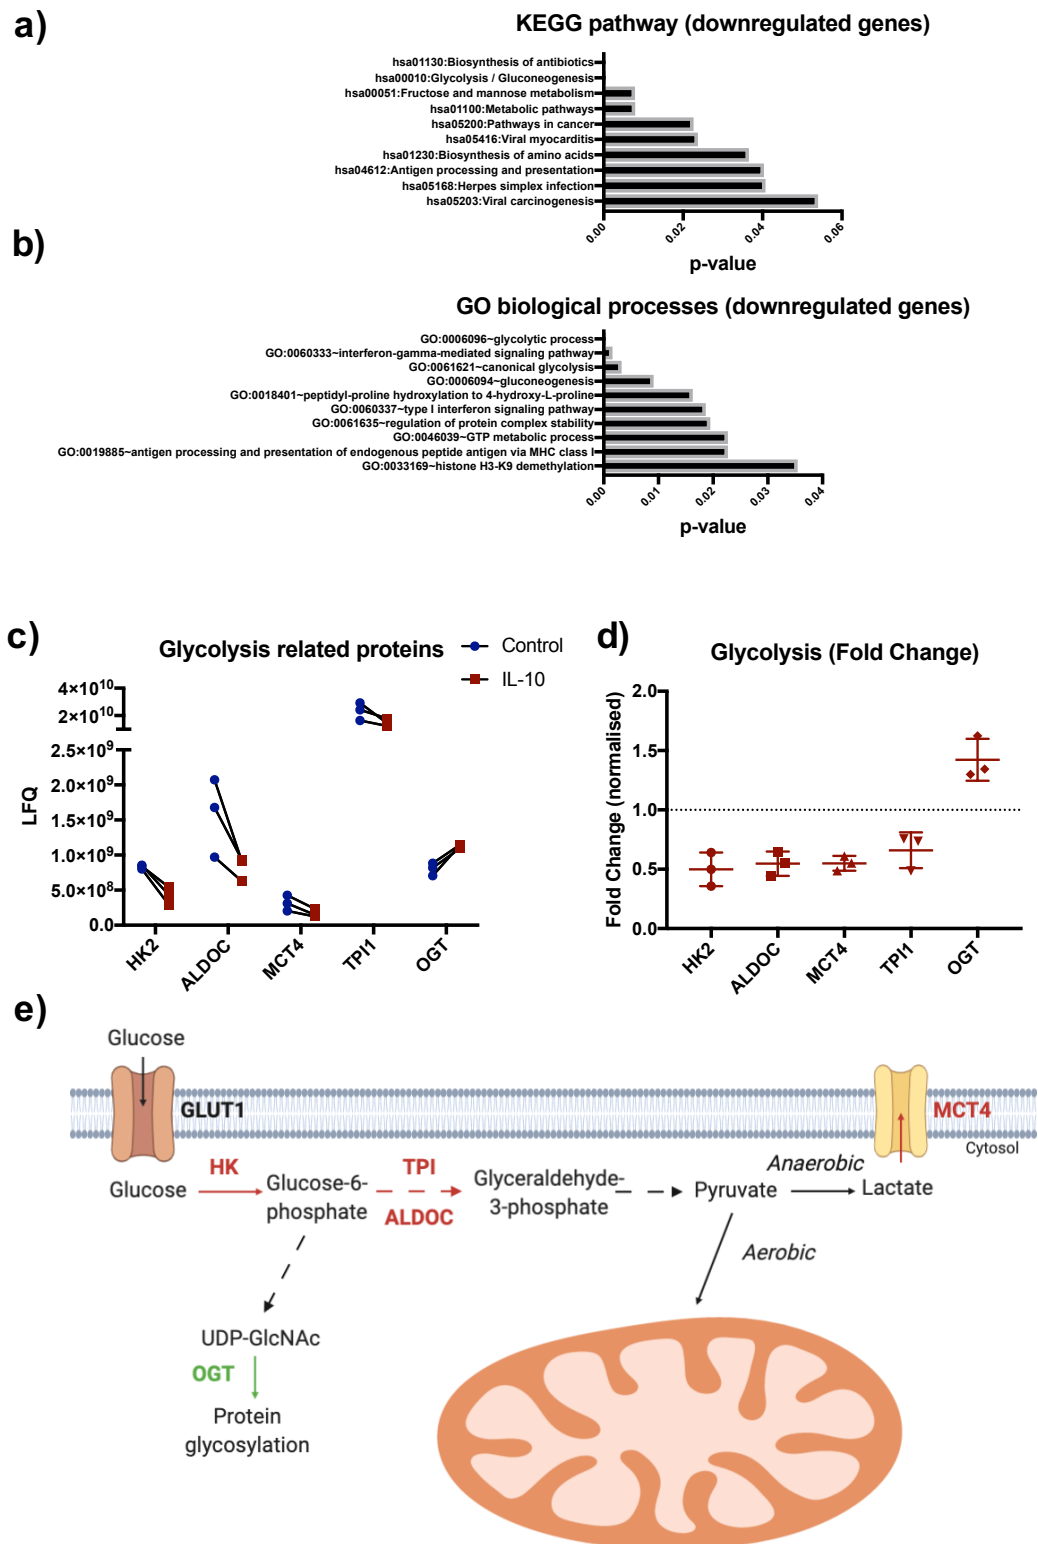 a)
KEGG pathway (downregulated genes)
hsa01130:Biosynthesis of antibiotics
hsa00010:Glycolysis / Gluconeogenesis
hsa00051:Fructose and mannose metabolism
hsa01100:Metabolic pathways
hsa05200:Pathways in cancer
hsa05416:Viral myocarditis
hsa01230:Biosynthesis of amino acids
hsa04612:Antigen processing and presentation
hsa05168:Herpes simplex infection
hsa05203:Viral carcinogenesis
0.00 0.02 0.04 0.06
p-value
b)
GO biological processes (downregulated genes)
GO:0006096~glycolytic process
GO:0060333~interferon-gamma-mediated signaling pathway
GO:0061621~canonical glycolysis
GO:0006094~gluconeogenesis
GO:0018401~peptidyl-proline hydroxylation to 4-hydroxy-L-proline
GO:0060337~type I interferon signaling pathway
GO:0061635~regulation of protein complex stability
GO:0046039~GTP metabolic process
GO:0019885~antigen processing and presentation of endogenous peptide antigen via MHC class I
GO:0033169~histone H3-K9 demethylation
0.00 0.01 0.02 0.03 0.04
p-value
c)
Glycolysis related proteins
Control
IL-10
4×10¹⁰
2×10¹⁰
2.5×10⁹
2.0×10⁹
1.5×10⁹
1.0×10⁹
5.0×10⁸
0.0
LFQ
HK2 ALDOC MCT4 TPI1 OGT
d)
Glycolysis (Fold Change)
2.0
1.5
1.0
0.5
0.0
Fold Change (normalised)
HK2 ALDOC MCT4 TPI1 OGT
e)
Glucose
GLUT1
MCT4
Cytosol
Glucose
HK
Glucose-6-
phosphate
TPI
ALDOC
Glyceraldehyde-
3-phosphate
Pyruvate
Anaerobic
Lactate
Aerobic
UDP-GlcNAc
OGT
Protein
glycosylation